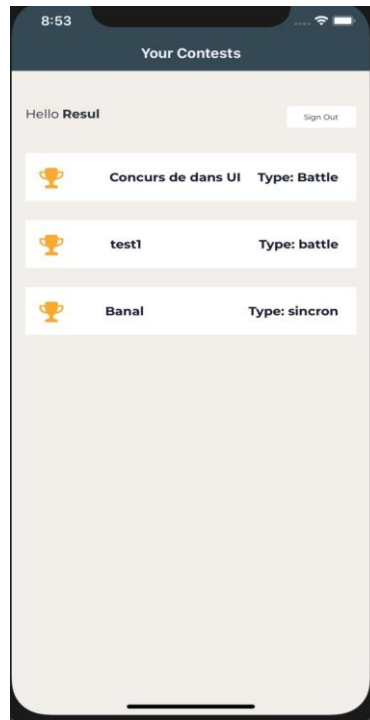 8:53
Your Contests
Hello Resul
Sign Out
Concurs de dans UI Type: Battle
test1 Type: battle
Banal Type: sincron